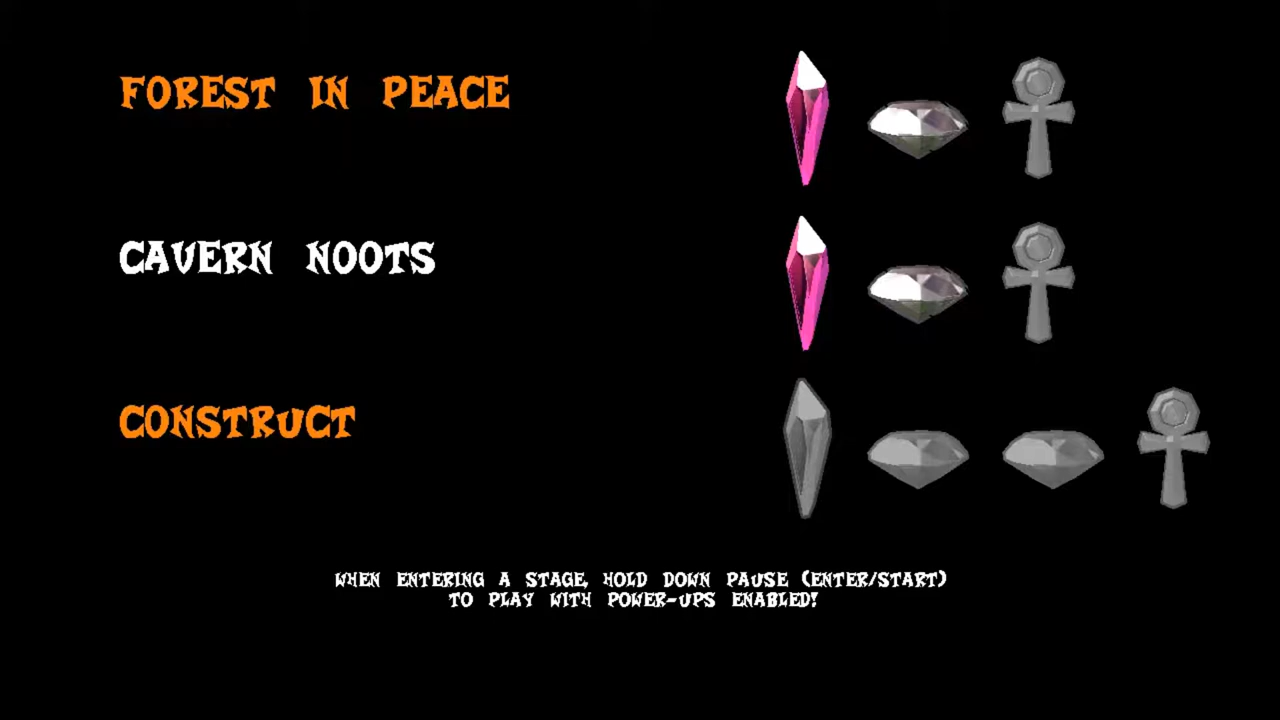 FOREST IN PEACE
CAVERN NOOTS
CONSTRUCT
WHEN ENTERING A STAGE, HOLD DOWN PAUSE (ENTER/START)
TO PLAY WITH POWER-UPS ENABLED!